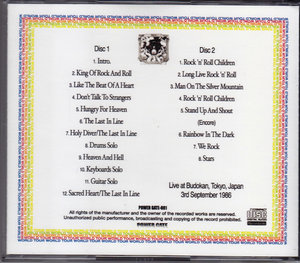 Disc 1
1. Intro.
2. King Of Rock And Roll
3. Like The Beat Of A Heart
4. Don't Talk To Strangers
5. Hungry For Heaven
6. The Last In Line
7. Holy Diver/The Last In Line
8. Drums Solo
9. Heaven And Hell
10. Keyboards Solo
11. Guitar Solo
12. Sacred Heart/The Last In Line
Disc 2
1. Rock 'n' Roll Children
2. Long Live Rock 'n' Roll
3. Man On The Silver Mountain
4. Rock 'n' Roll Children
5. Stand Up And Shout
(Encore)
6. Rainbow In The Dark
7. We Rock
8. Stars
Live at Budokan, Tokyo, Japan
3rd September 1986
POWER GATE-001
All rights of the manufacturer and the owner of the recorded works are reserved.
Unauthorized public performance, broadcasting and copying of the record prohibited.
POWER GATE